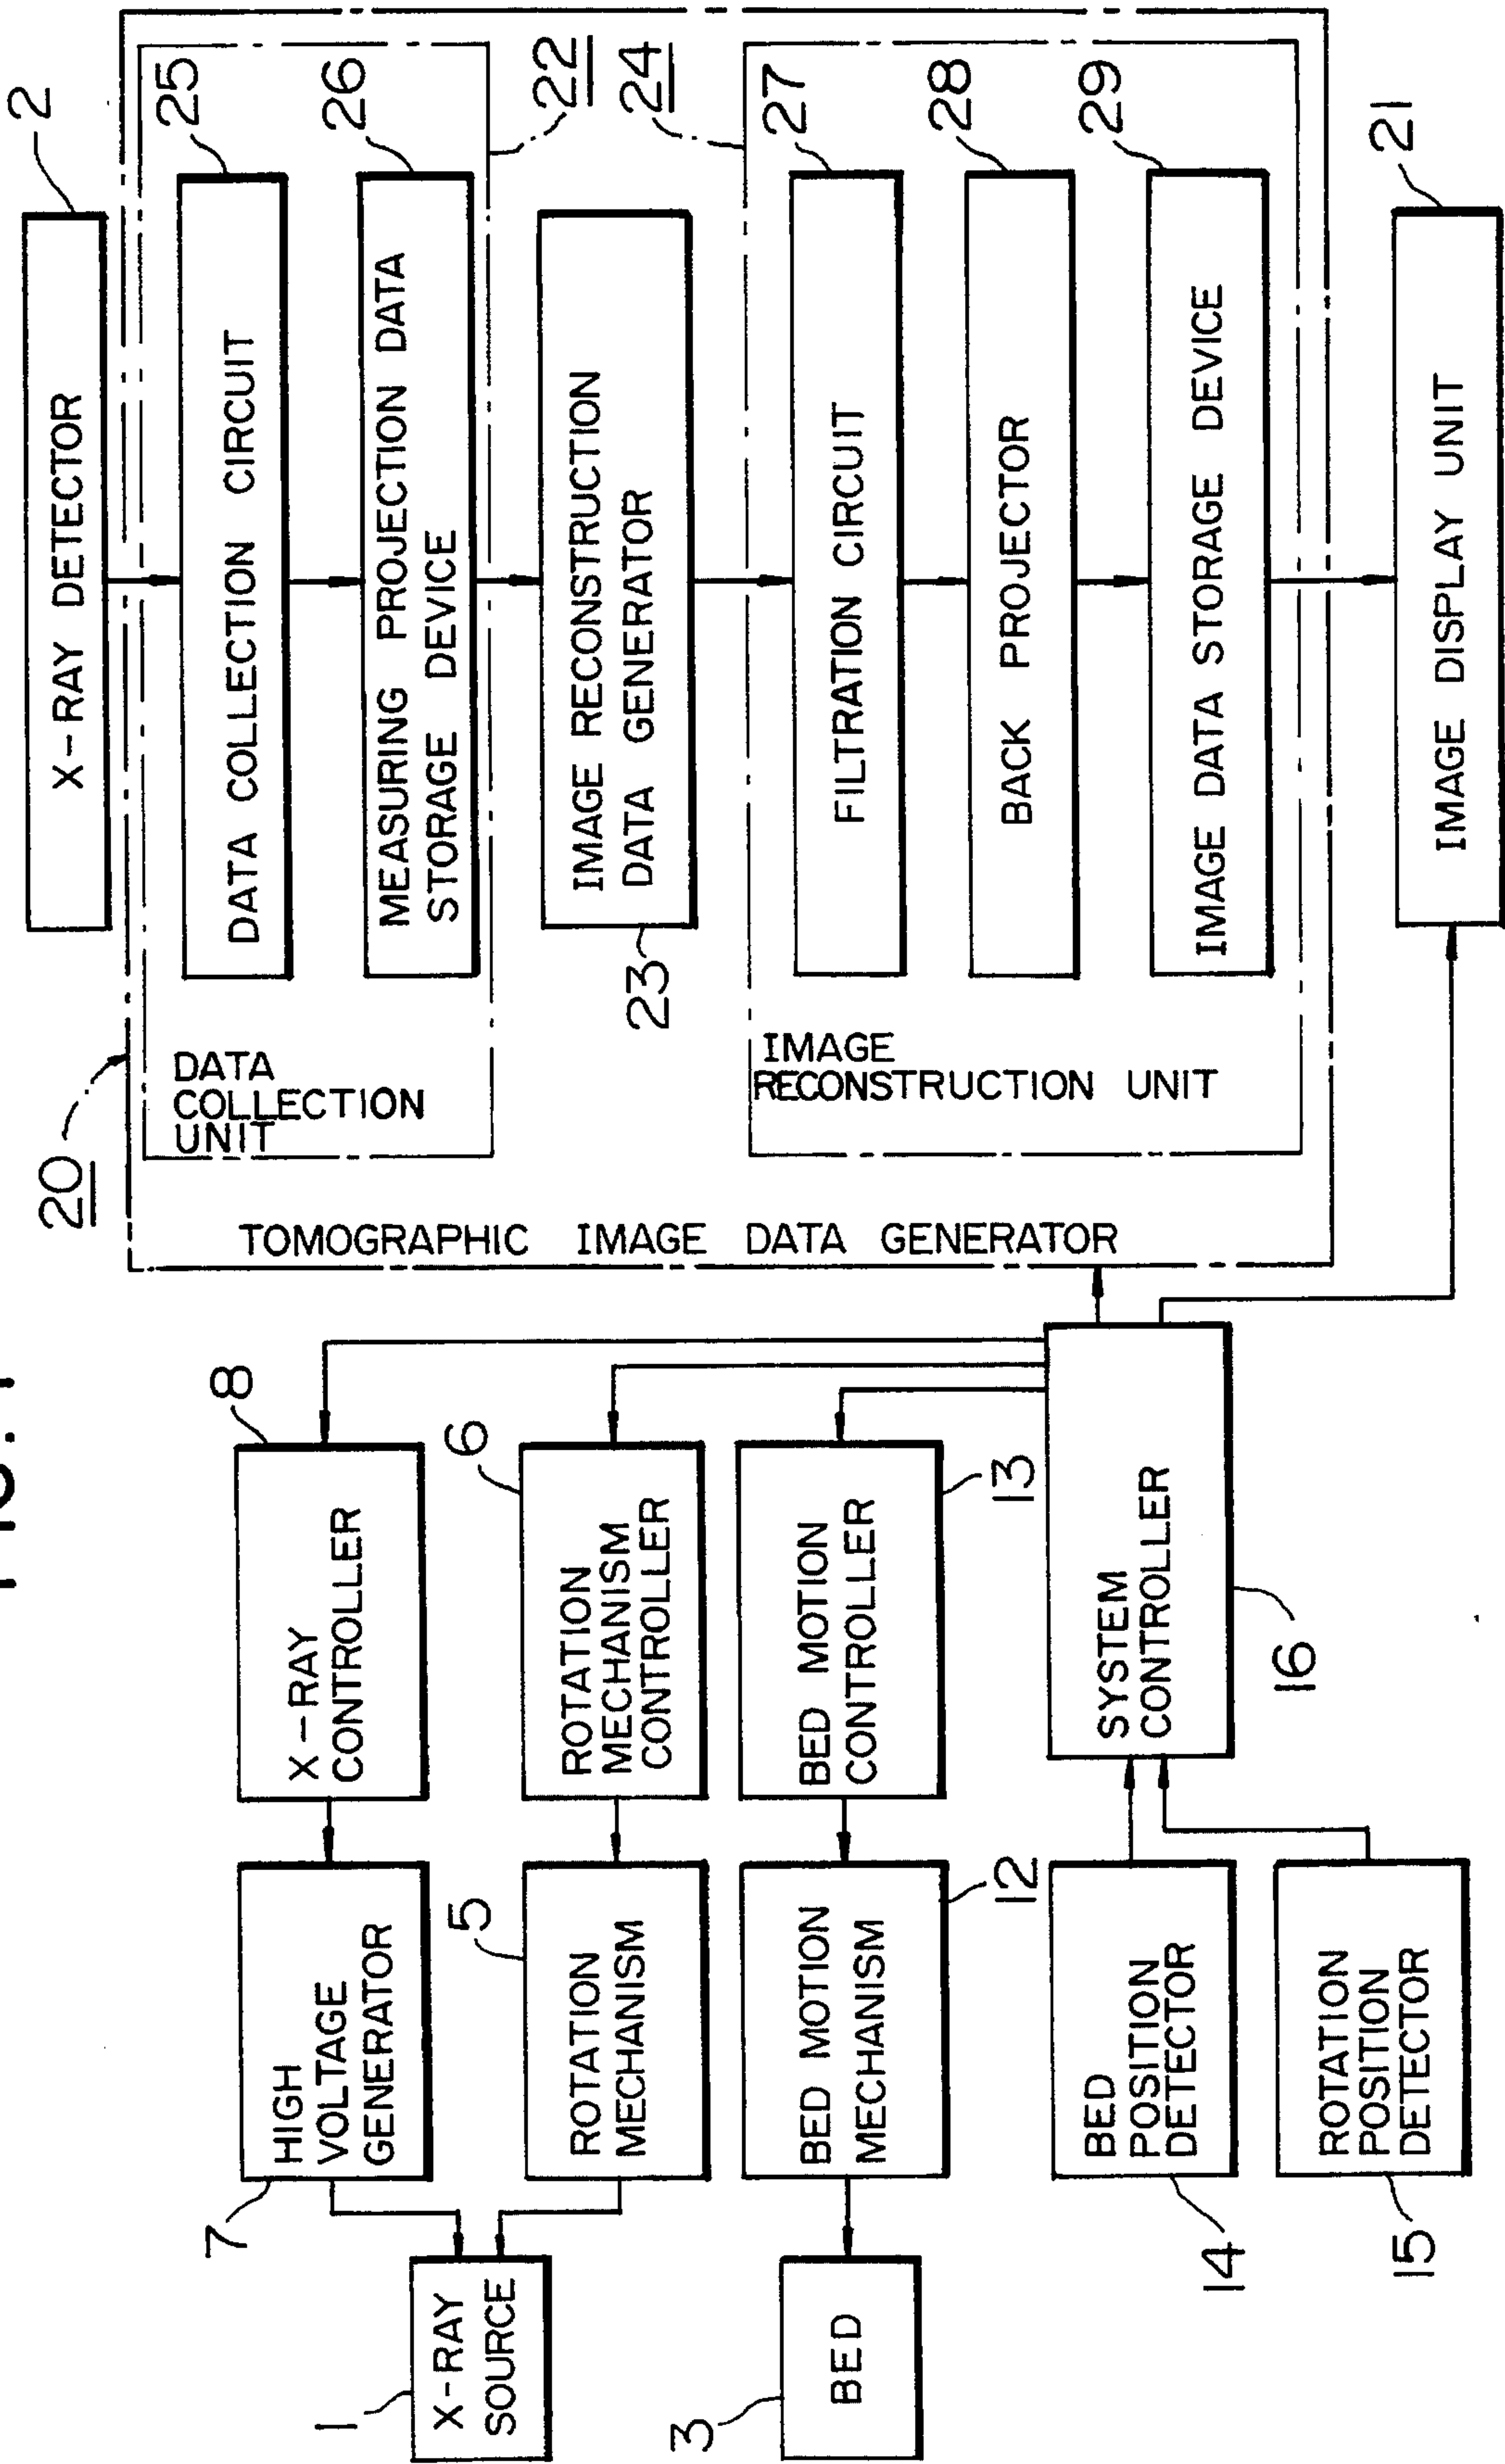 2
X-RAY DETECTOR
20
7
HIGH
VOLTAGE
GENERATOR
8
X-RAY
CONTROLLER
DATA
COLLECTION
UNIT
DATA COLLECTION CIRCUIT
25
1
X-RAY
SOURCE
5
ROTATION
MECHANISM
6
ROTATION
MECHANISM
CONTROLLER
MEASURING PROJECTION DATA
STORAGE DEVICE
26
22
IMAGE RECONSTRUCTION
DATA GENERATOR
23
24
3
BED
BED MOTION
MECHANISM
12
BED MOTION
CONTROLLER
13
TOMOGRAPHIC IMAGE DATA GENERATOR
IMAGE
RECONSTRUCTION UNIT
FILTRATION CIRCUIT
27
BACK PROJECTOR
28
IMAGE DATA STORAGE DEVICE
29
BED
POSITION
DETECTOR
14
SYSTEM
CONTROLLER
16
ROTATION
POSITION
DETECTOR
15
IMAGE DISPLAY UNIT
21